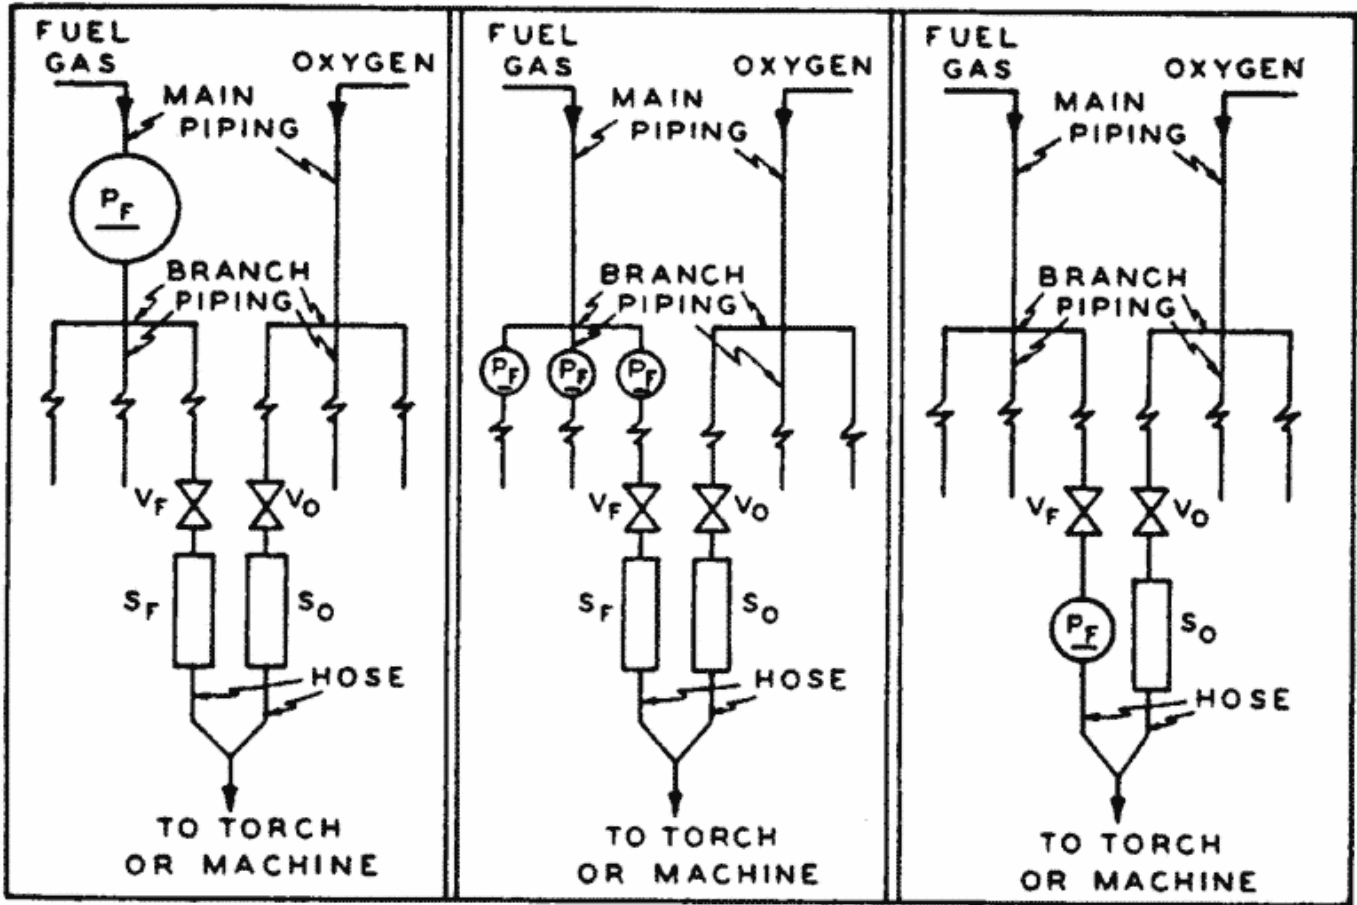 FUEL
GAS
OXYGEN
MAIN
PIPING
PF
BRANCH
PIPING
VF
VO
SF
SO
HOSE
TO TORCH
OR MACHINE
FUEL
GAS
OXYGEN
MAIN
PIPING
BRANCH
PIPING
PF
PF
PF
VF
VO
SF
SO
HOSE
TO TORCH
OR MACHINE
FUEL
GAS
OXYGEN
MAIN
PIPING
BRANCH
PIPING
VF
VO
PF
SO
HOSE
TO TORCH
OR MACHINE